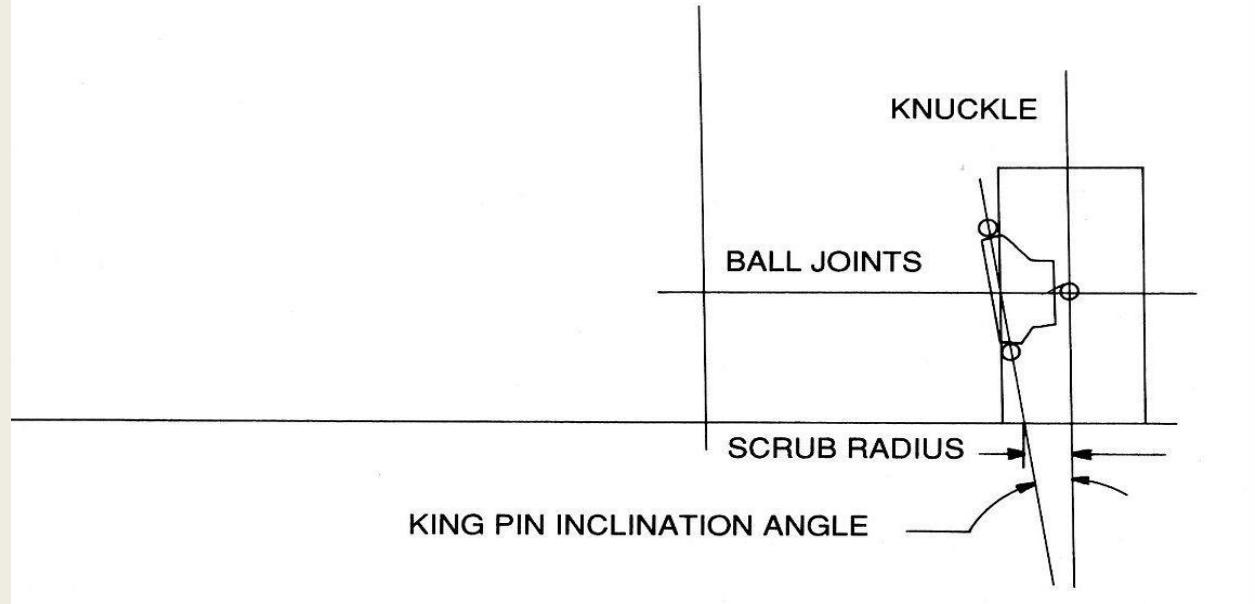 KNUCKLE
BALL JOINTS
SCRUB RADIUS
KING PIN INCLINATION ANGLE